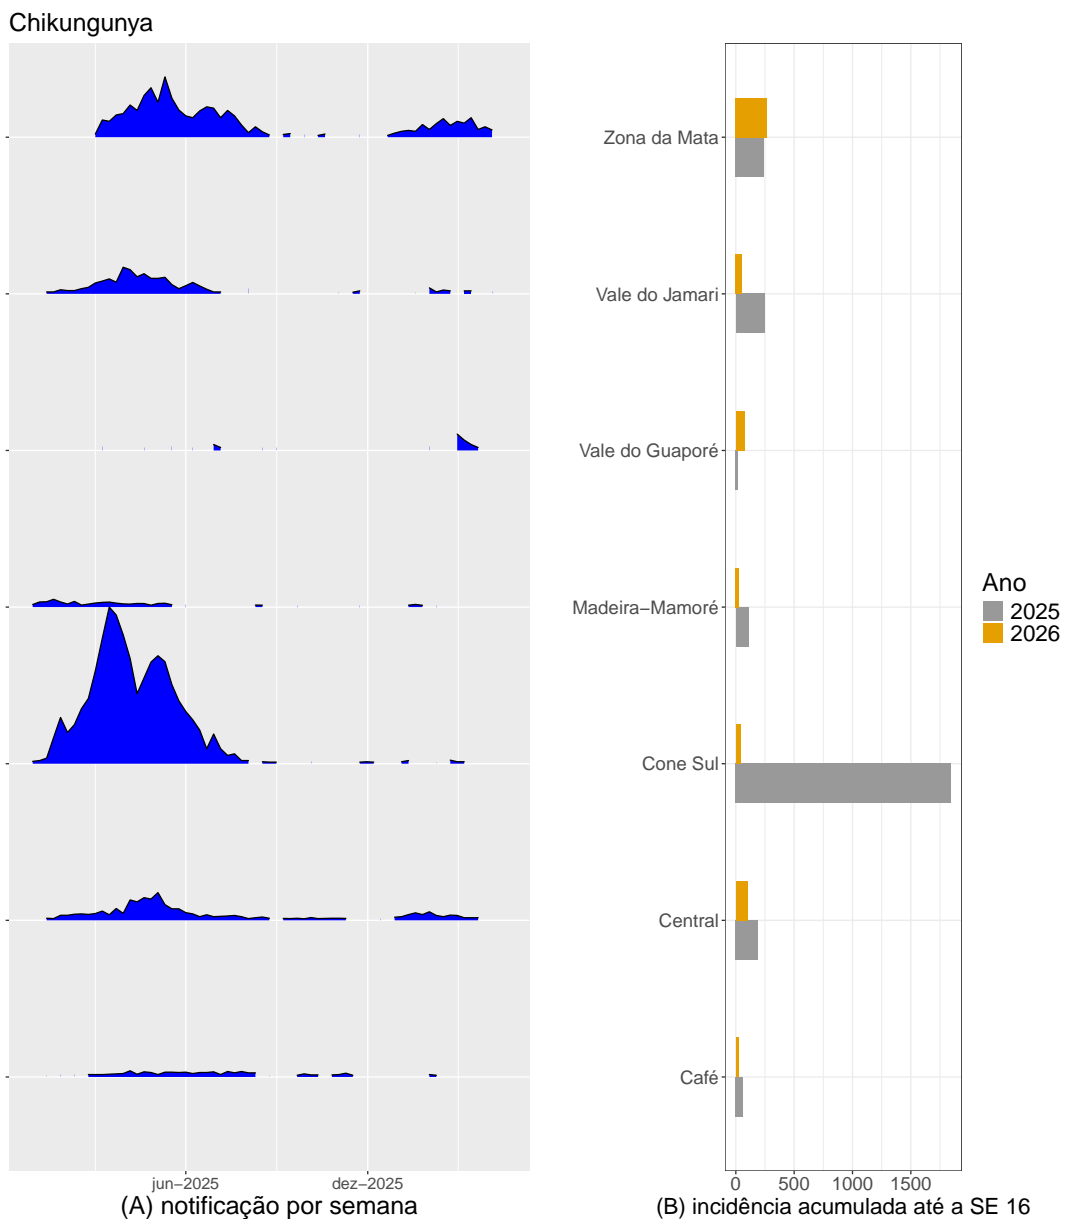 Chikungunya
Zona da Mata
Vale do Jamari
Vale do Guaporé
Madeira−Mamoré
Cone Sul
Central
Café
jun−2025
dez−2025
(A) notificação por semana
0
500
1000
1500
(B) incidência acumulada até a SE 16
Ano
2025
2026